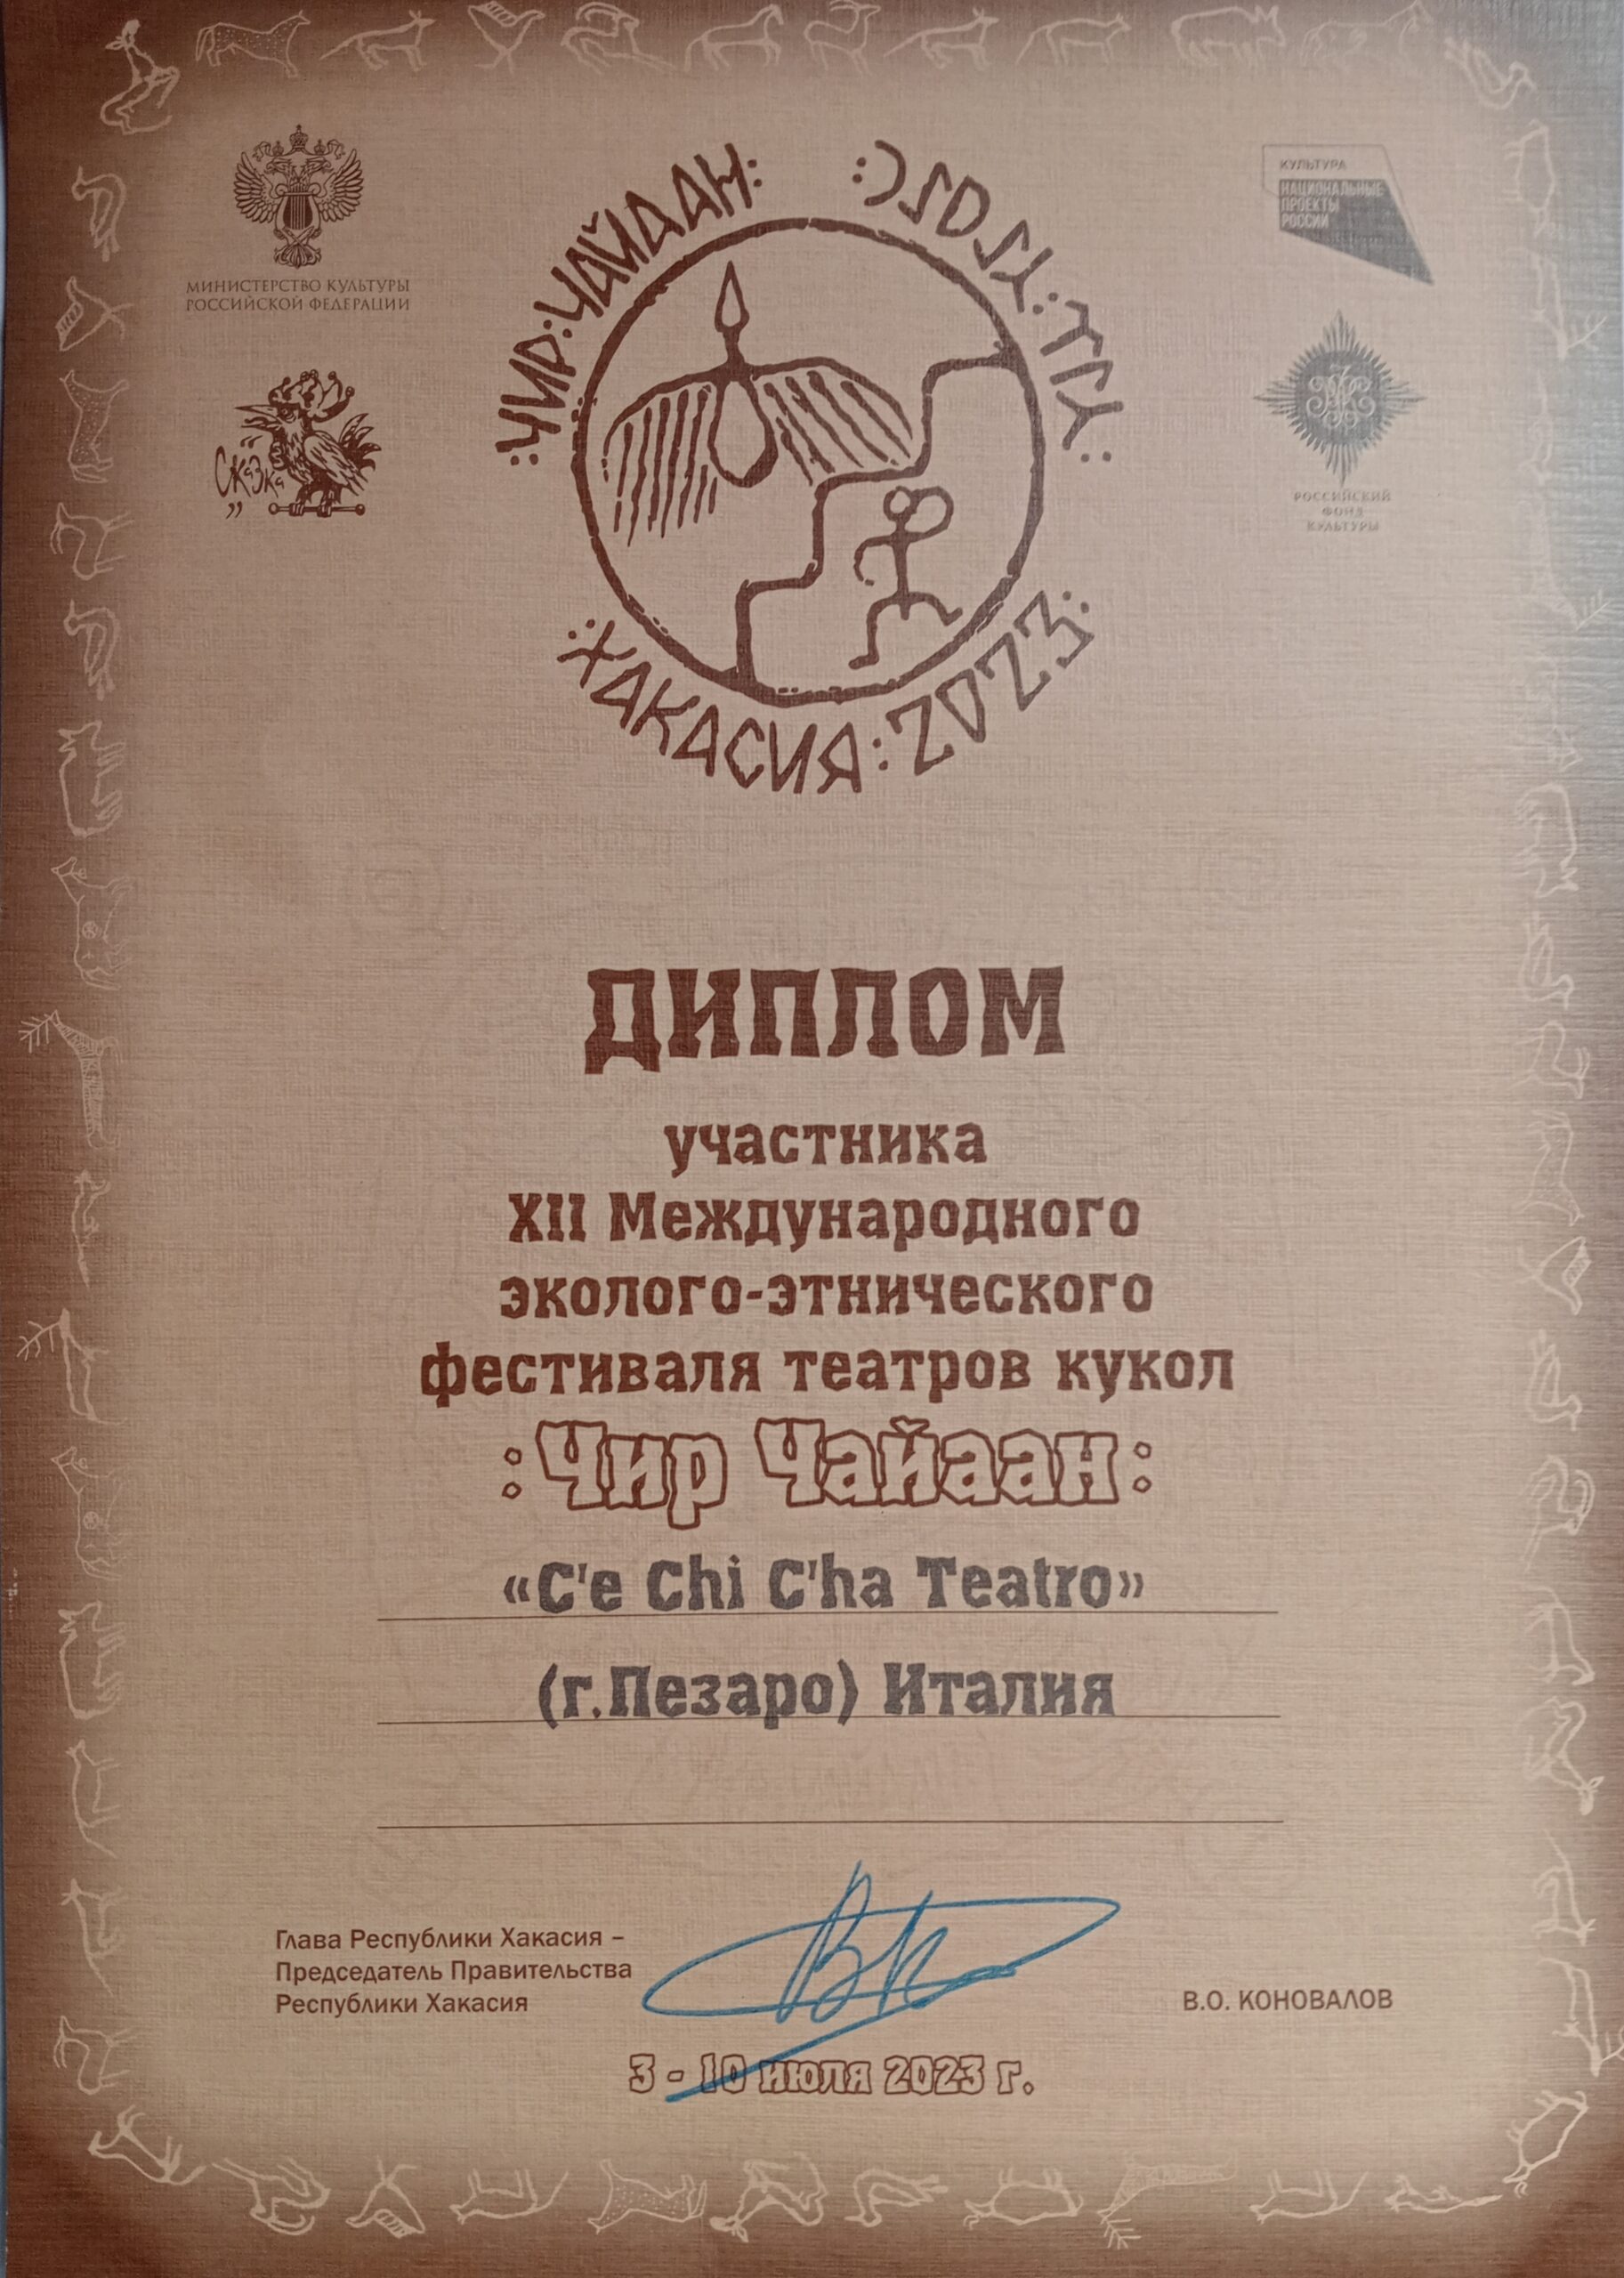 МИНИСТЕРСТВО КУЛЬТУРЫ
РОССИЙСКОЙ ФЕДЕРАЦИИ
„Сказка”
:ЧИР:ЧАЙААН:
:ХАКАСИЯ:2023:
КУЛЬТУРА
НАЦИОНАЛЬНЫЕ
ПРОЕКТЫ
РОССИИ
РОССИЙСКИЙ
ФОНД
КУЛЬТУРЫ
ДИПЛОМ
участника
XII Международного
эколого-этнического
фестиваля театров кукол
:Чир Чайаан:
«C'e Chi C'ha Teatro»
(г.Пезаро) Италия
Глава Республики Хакасия –
Председатель Правительства
Республики Хакасия
В.О. КОНОВАЛОВ
3 - 10 июля 2023 г.